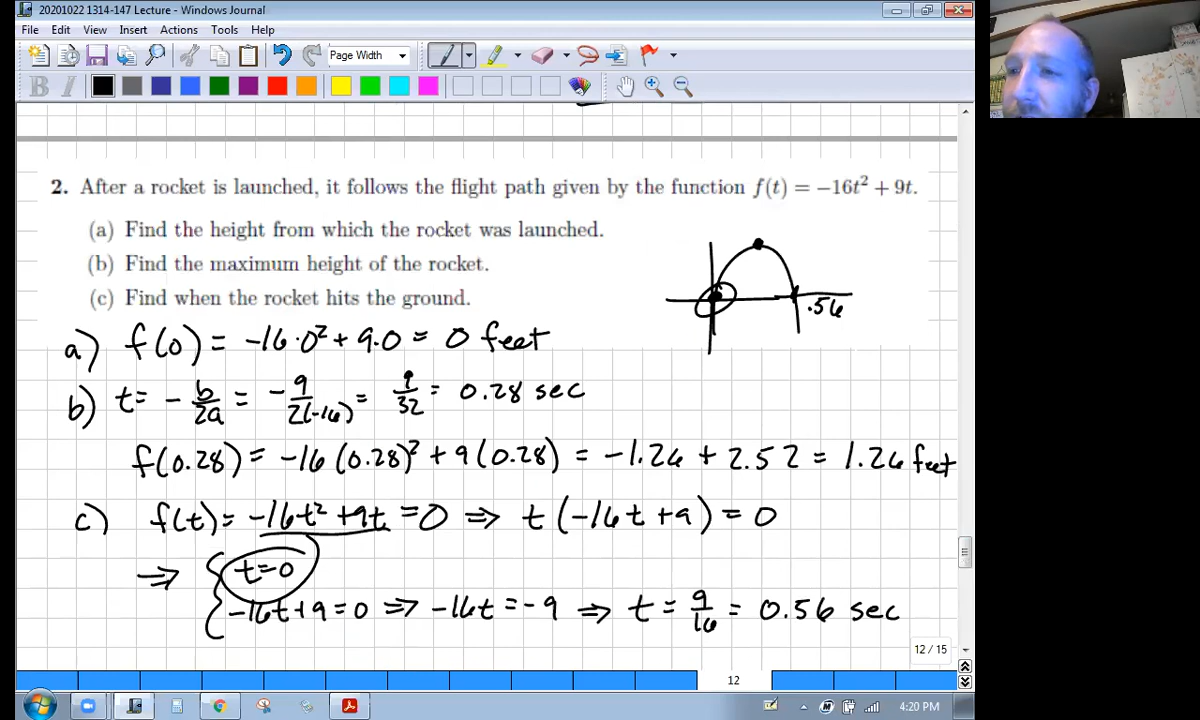 20201022 1314-147 Lecture - Windows Journal
File Edit View Insert Actions Tools Help
Page Width
B I
2. After a rocket is launched, it follows the flight path given by the function f(t) = −16t² + 9t.
(a) Find the height from which the rocket was launched.
(b) Find the maximum height of the rocket.
(c) Find when the rocket hits the ground.
.56
a) f(0) = -16·0² + 9·0 = 0 feet
b) t = - b/2a = - 9/2(-16) = 9/32 = 0.28 sec
f(0.28) = -16(0.28)² + 9(0.28) = -1.26 + 2.52 = 1.26 feet
c) f(t) = -16t² + 9t = 0 ⇒ t(-16t + 9) = 0
⇒ { t=0
-16t + 9 = 0 ⇒ -16t = -9 ⇒ t = 9/16 = 0.56 sec
12 / 15
12
4:20 PM